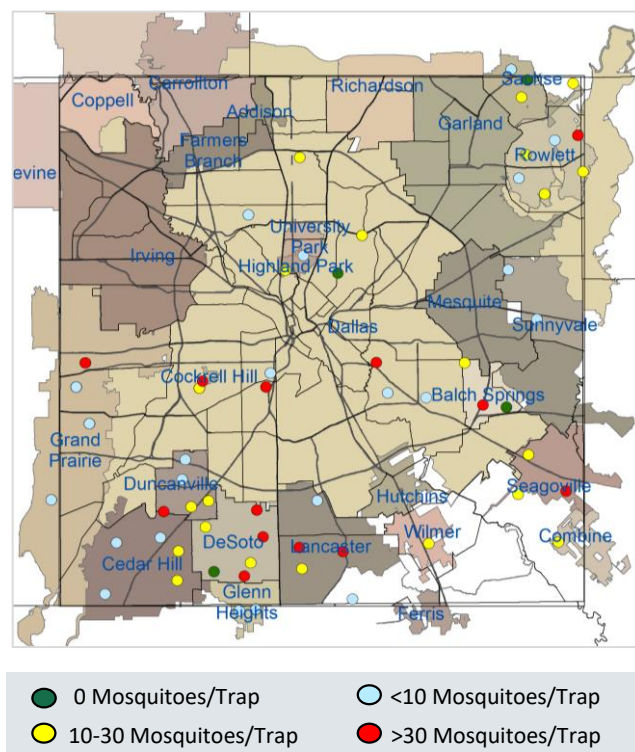 Carrollton
Sachse
Coppell
Addison
Richardson
Garland
Farmers
Branch
Rowlett
evine
University
Park
Irving
Highland Park
Mesquite
Sunnyvale
Dallas
Cockrell Hill
Balch Springs
Grand
Prairie
Duncanville
Hutchins
Seagoville
DeSoto
Lancaster
Wilmer
Combine
Cedar Hill
Glenn
Heights
Ferris
0 Mosquitoes/Trap
<10 Mosquitoes/Trap
10-30 Mosquitoes/Trap
>30 Mosquitoes/Trap